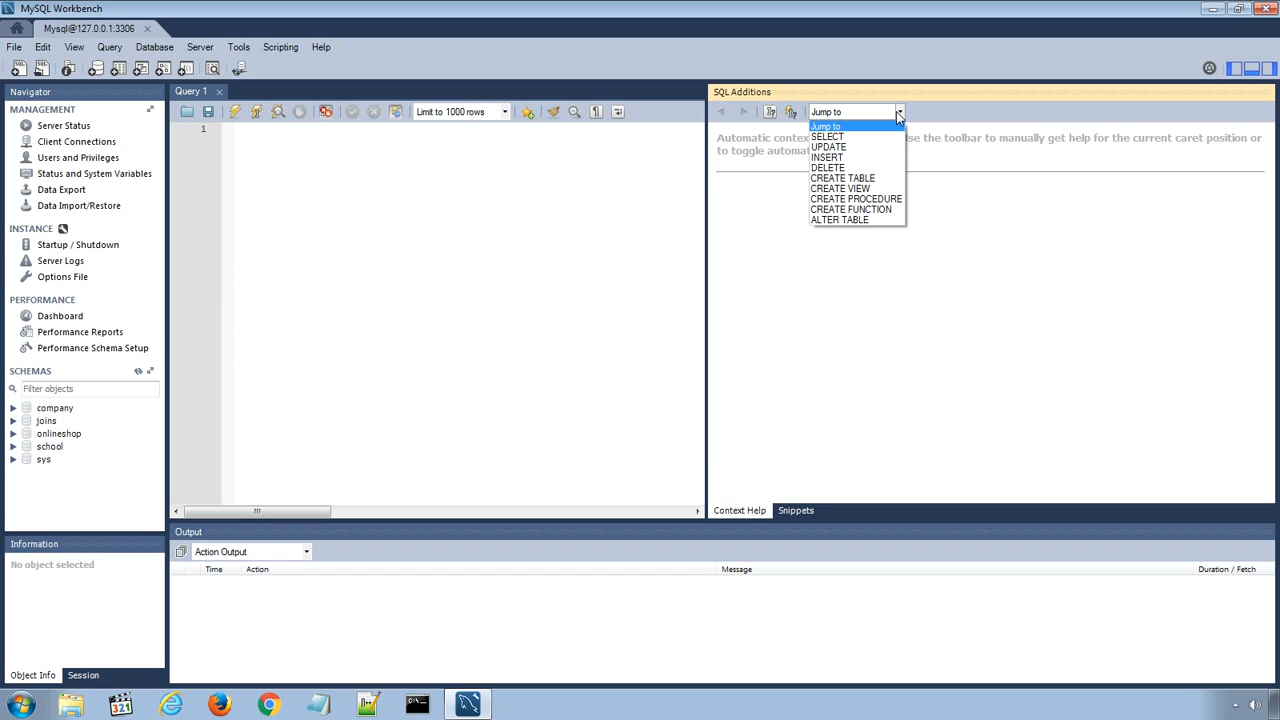 MySQL Workbench
Mysql@127.0.0.1:3306
File Edit View Query Database Server Tools Scripting Help
Navigator
MANAGEMENT
Server Status
Client Connections
Users and Privileges
Status and System Variables
Data Export
Data Import/Restore
INSTANCE
Startup / Shutdown
Server Logs
Options File
PERFORMANCE
Dashboard
Performance Reports
Performance Schema Setup
SCHEMAS
Filter objects
company
joins
onlineshop
school
sys
Information
No object selected
Object Info Session
Query 1
Limit to 1000 rows
1
SQL Additions
Jump to
Jump to
SELECT
UPDATE
INSERT
DELETE
CREATE TABLE
CREATE VIEW
CREATE PROCEDURE
CREATE FUNCTION
ALTER TABLE
Automatic contex se the toolbar to manually get help for the current caret position or
to toggle automa
Context Help Snippets
Output
Action Output
Time Action Message Duration / Fetch
321
C:\_